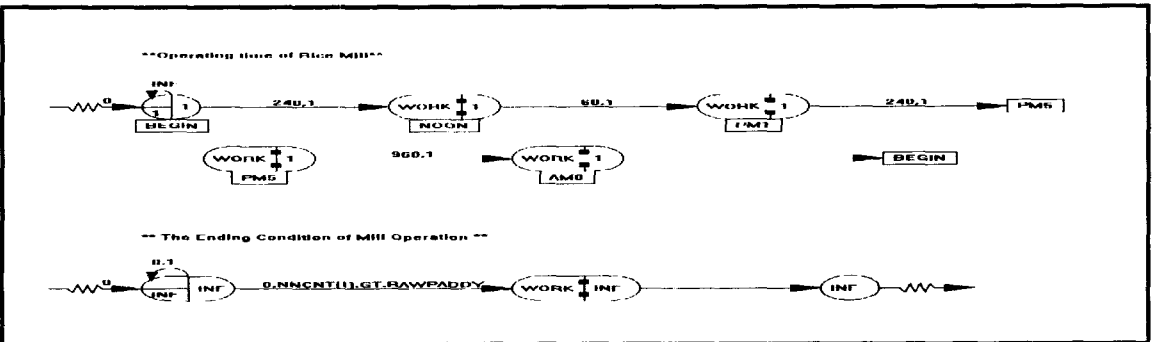 **Operating time of Rice Mill**
INF
0 1 240,1 WORK 1 60,1 WORK 1 240,1 PM5
1
BEGIN NOON PM1
WORK 1 960,1 WORK 1 BEGIN
PM5 AM8
** The Ending Condition of Mill Operation **
0.1
0 INF 0,NNCNT(1).GT.RAWPADDY WORK INF INF
INF